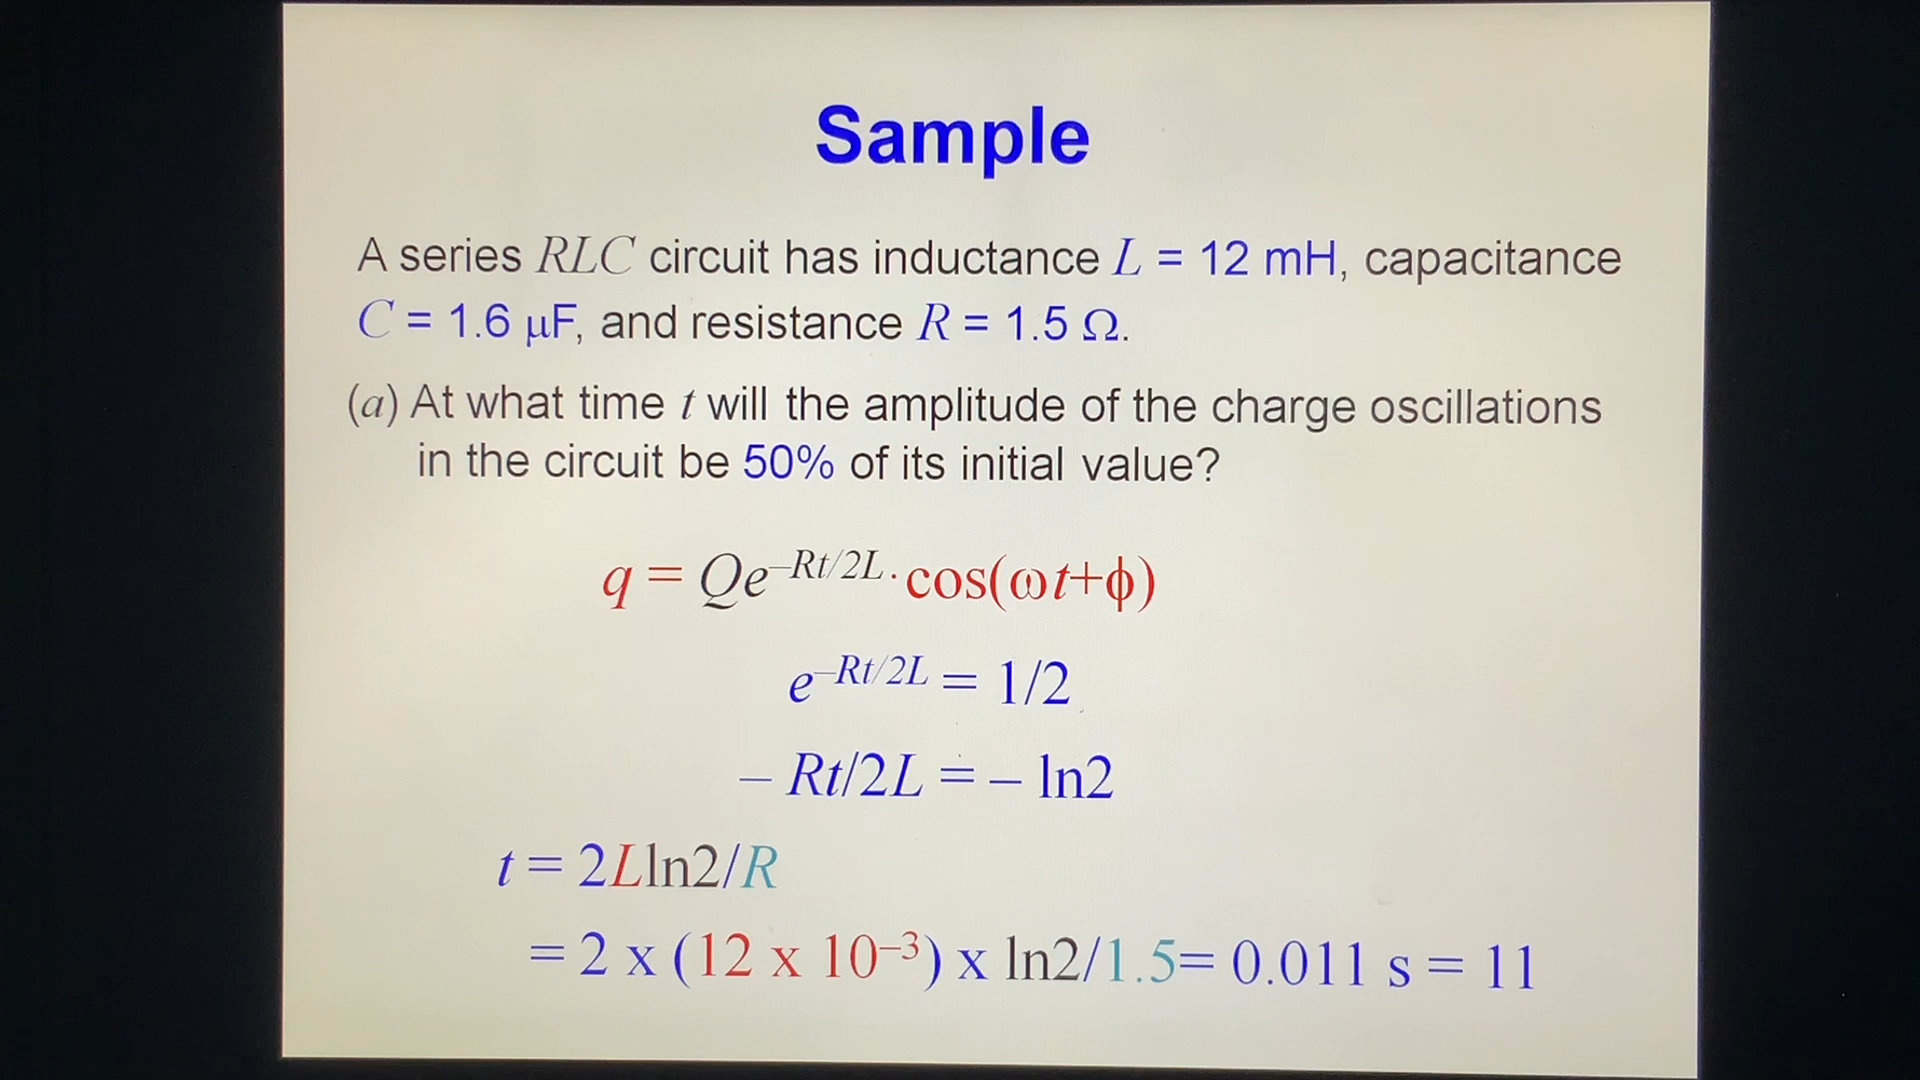 Sample
A series RLC circuit has inductance L = 12 mH, capacitance
C = 1.6 μF, and resistance R = 1.5 Ω.
(a) At what time t will the amplitude of the charge oscillations
in the circuit be 50% of its initial value?
q = Qe^–Rt/2L · cos(ωt+ϕ)
e^–Rt/2L = 1/2
– Rt/2L = – ln2
t = 2Lln2/R
= 2 x (12 x 10⁻³) x ln2/1.5= 0.011 s = 11